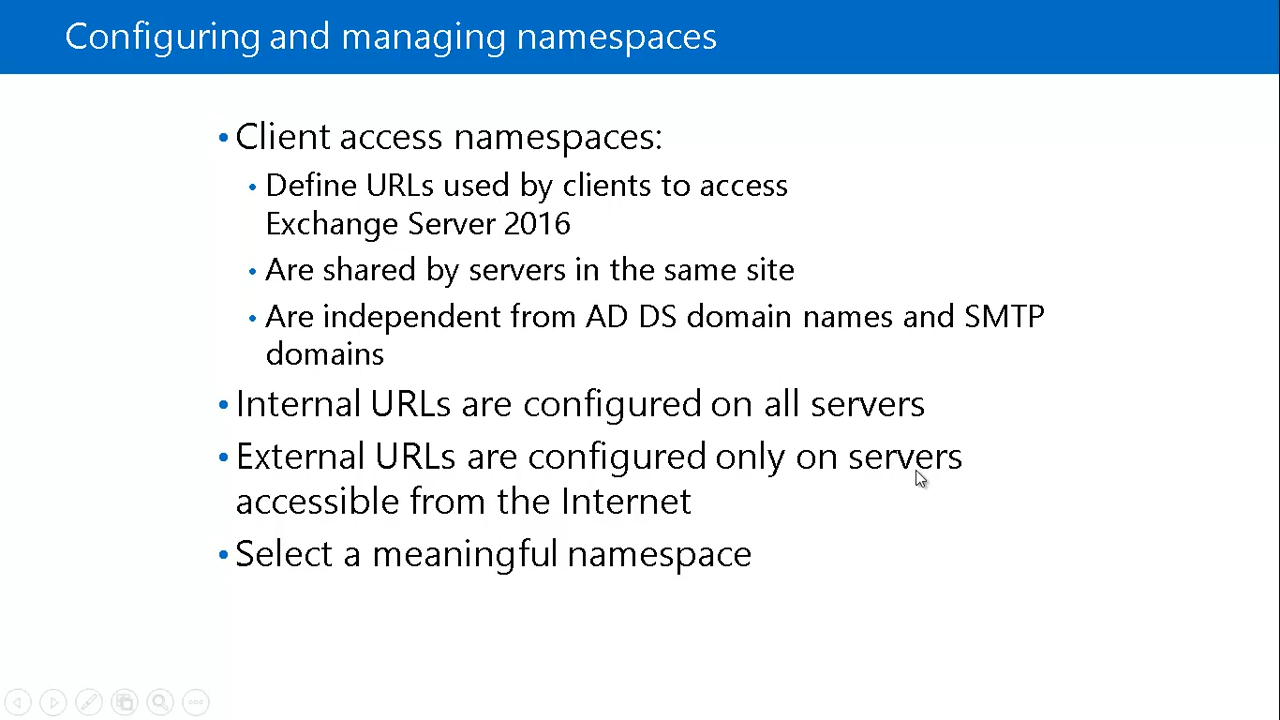 Configuring and managing namespaces
• Client access namespaces:
• Define URLs used by clients to access
Exchange Server 2016
• Are shared by servers in the same site
• Are independent from AD DS domain names and SMTP
domains
• Internal URLs are configured on all servers
• External URLs are configured only on servers
accessible from the Internet
• Select a meaningful namespace